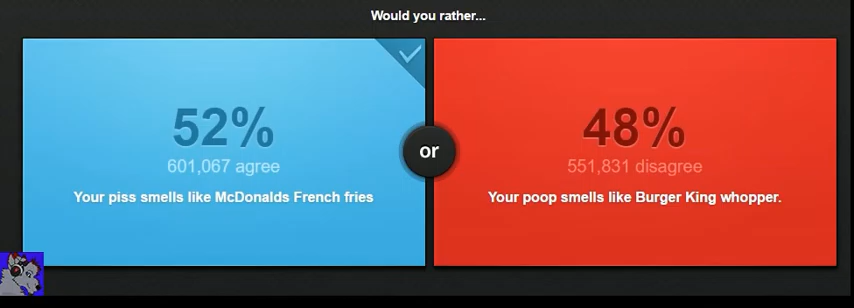 Would you rather...
52%
601,067 agree
Your piss smells like McDonalds French fries
or
48%
551,831 disagree
Your poop smells like Burger King whopper.